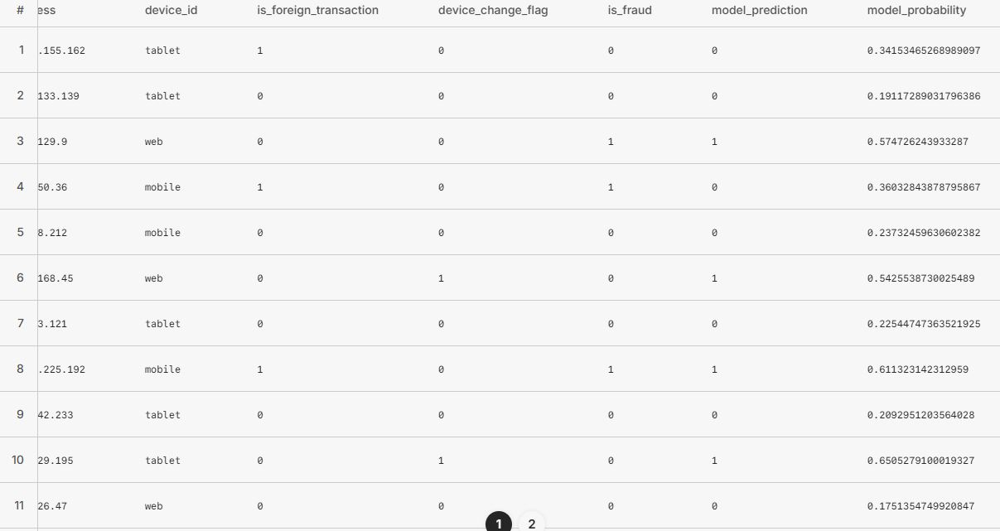 # ess device_id is_foreign_transaction device_change_flag is_fraud model_prediction model_probability
1 .155.162 tablet 1 0 0 0 0.34153465268989097
2 133.139 tablet 0 0 0 0 0.19117289031796386
3 129.9 web 0 0 1 1 0.574726243933287
4 50.36 mobile 1 0 1 0 0.36032843878795867
5 8.212 mobile 0 0 0 0 0.23732459630602382
6 168.45 web 0 1 0 1 0.5425538730025489
7 3.121 tablet 0 0 0 0 0.22544747363521925
8 .225.192 mobile 1 0 1 1 0.611323142312959
9 42.233 tablet 0 0 0 0 0.2092951203564028
10 29.195 tablet 0 1 0 1 0.6505279100019327
11 26.47 web 0 0 0 0 0.1751354749920847
1 2